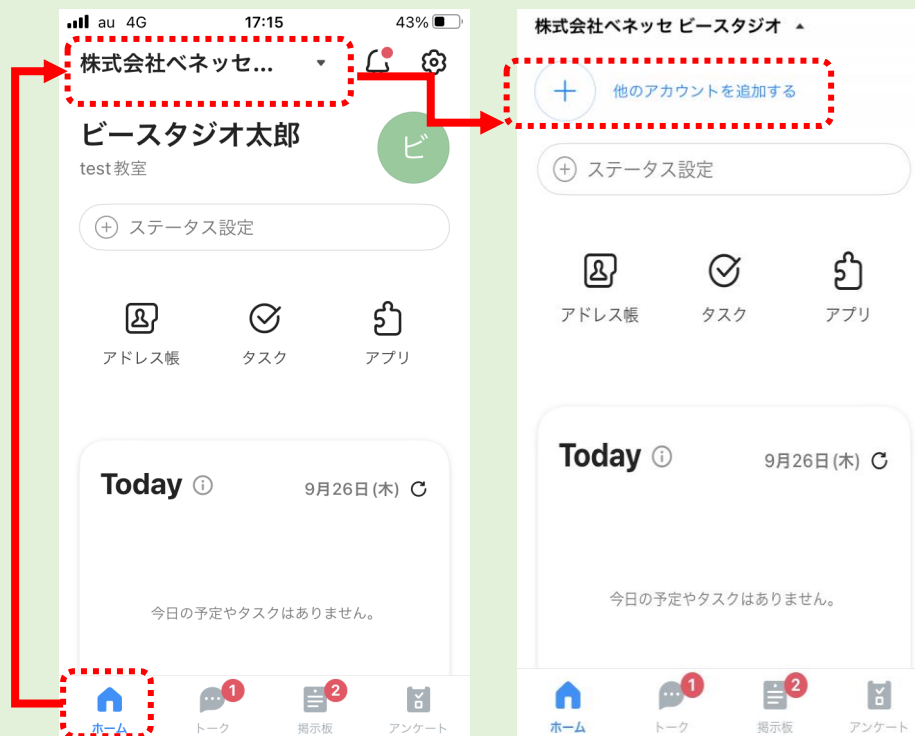 au 4G 17:15 43%
株式会社ベネッセ...
ビースタジオ太郎
ビ
test教室
ステータス設定
アドレス帳 タスク アプリ
Today 9月26日(木)
今日の予定やタスクはありません。
1 2
ホーム トーク 掲示板 アンケート
株式会社ベネッセ ビースタジオ
他のアカウントを追加する
ステータス設定
アドレス帳 タスク アプリ
Today 9月26日(木)
今日の予定やタスクはありません。
1 2
ホーム トーク 掲示板 アンケート